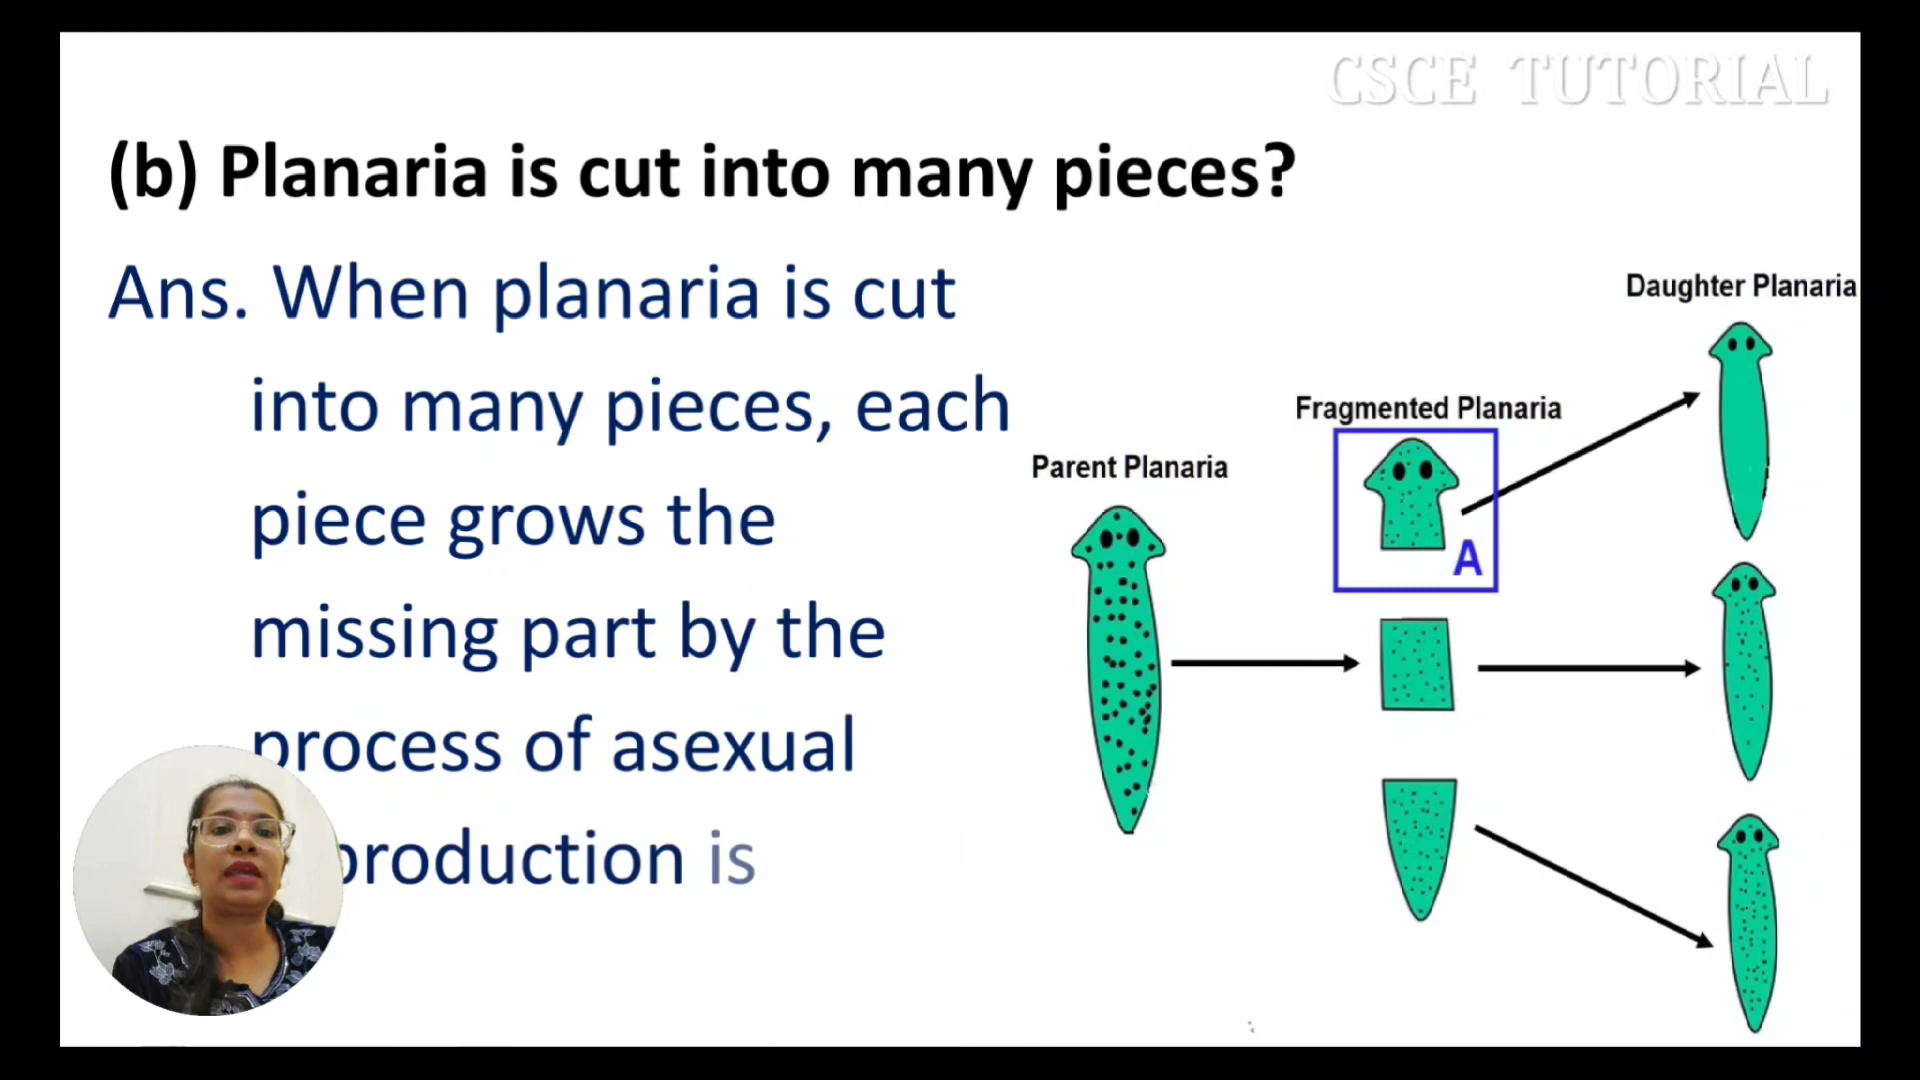 CSCE TUTORIAL
(b) Planaria is cut into many pieces?
Ans. When planaria is cut
into many pieces, each
piece grows the
missing part by the
process of asexual
production is
Daughter Planaria
Fragmented Planaria
Parent Planaria
A